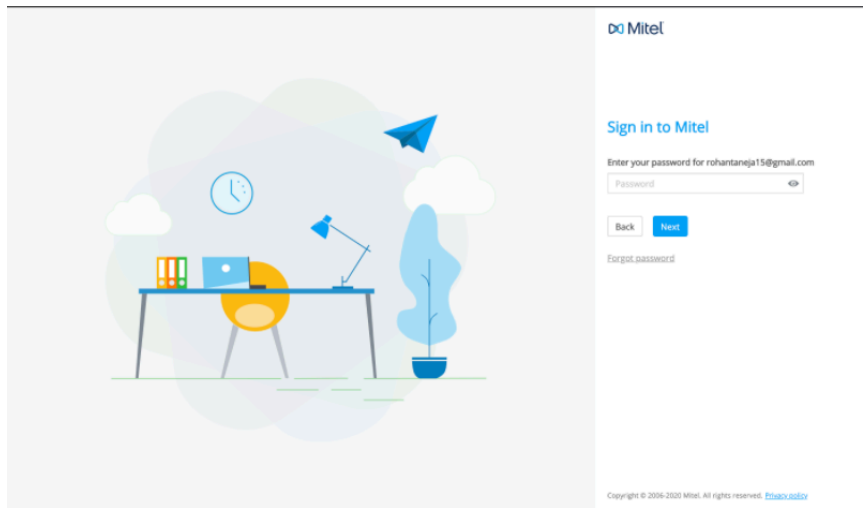 Mitel
Sign in to Mitel
Enter your password for rohantaneja15@gmail.com
Password
Back Next
Forgot password
Copyright © 2006-2020 Mitel. All rights reserved. Privacy policy